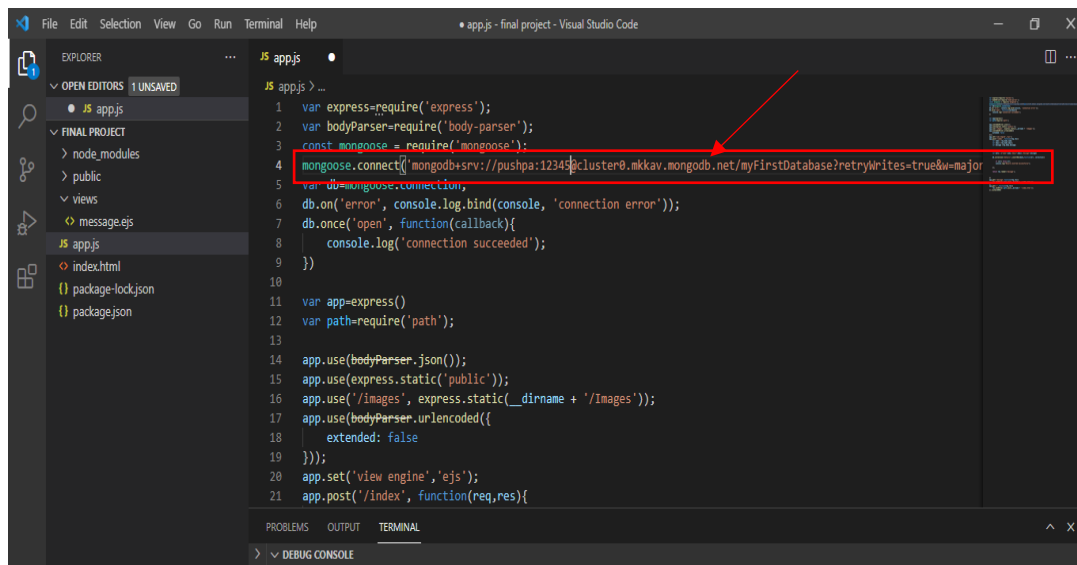 File Edit Selection View Go Run Terminal Help ● app.js - final project - Visual Studio Code
EXPLORER
OPEN EDITORS 1 UNSAVED
● JS app.js
FINAL PROJECT
node_modules
public
views
<> message.ejs
JS app.js
<> index.html
{} package-lock.json
{} package.json
1
JS app.js ●
JS app.js > ...
1 var express=require('express');
2 var bodyParser=require('body-parser');
3 const mongoose = require('mongoose');
4 mongoose.connect('mongodb+srv://pushpa:12345@cluster0.mkkav.mongodb.net/myFirstDatabase?retryWrites=true&w=major
5 var db=mongoose.connection;
6 db.on('error', console.log.bind(console, 'connection error'));
7 db.once('open', function(callback){
8 console.log('connection succeeded');
9 })
10
11 var app=express()
12 var path=require('path');
13
14 app.use(bodyParser.json());
15 app.use(express.static('public'));
16 app.use('/images', express.static(__dirname + '/Images'));
17 app.use(bodyParser.urlencoded({
18 extended: false
19 }));
20 app.set('view engine','ejs');
21 app.post('/index', function(req,res){
PROBLEMS OUTPUT TERMINAL
DEBUG CONSOLE